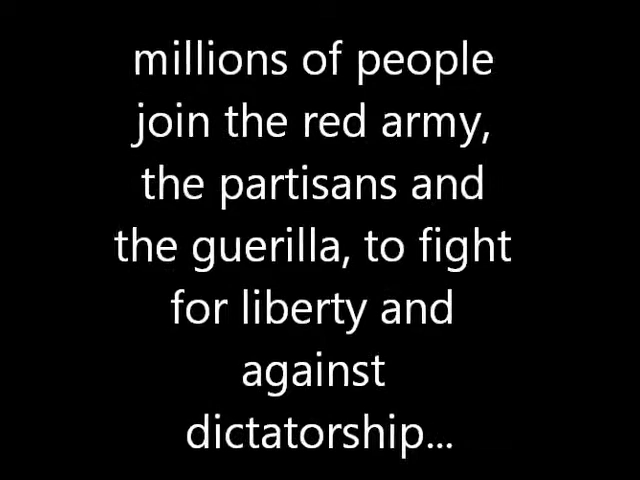 millions of people
join the red army,
the partisans and
the guerilla, to fight
for liberty and
against
dictatorship...